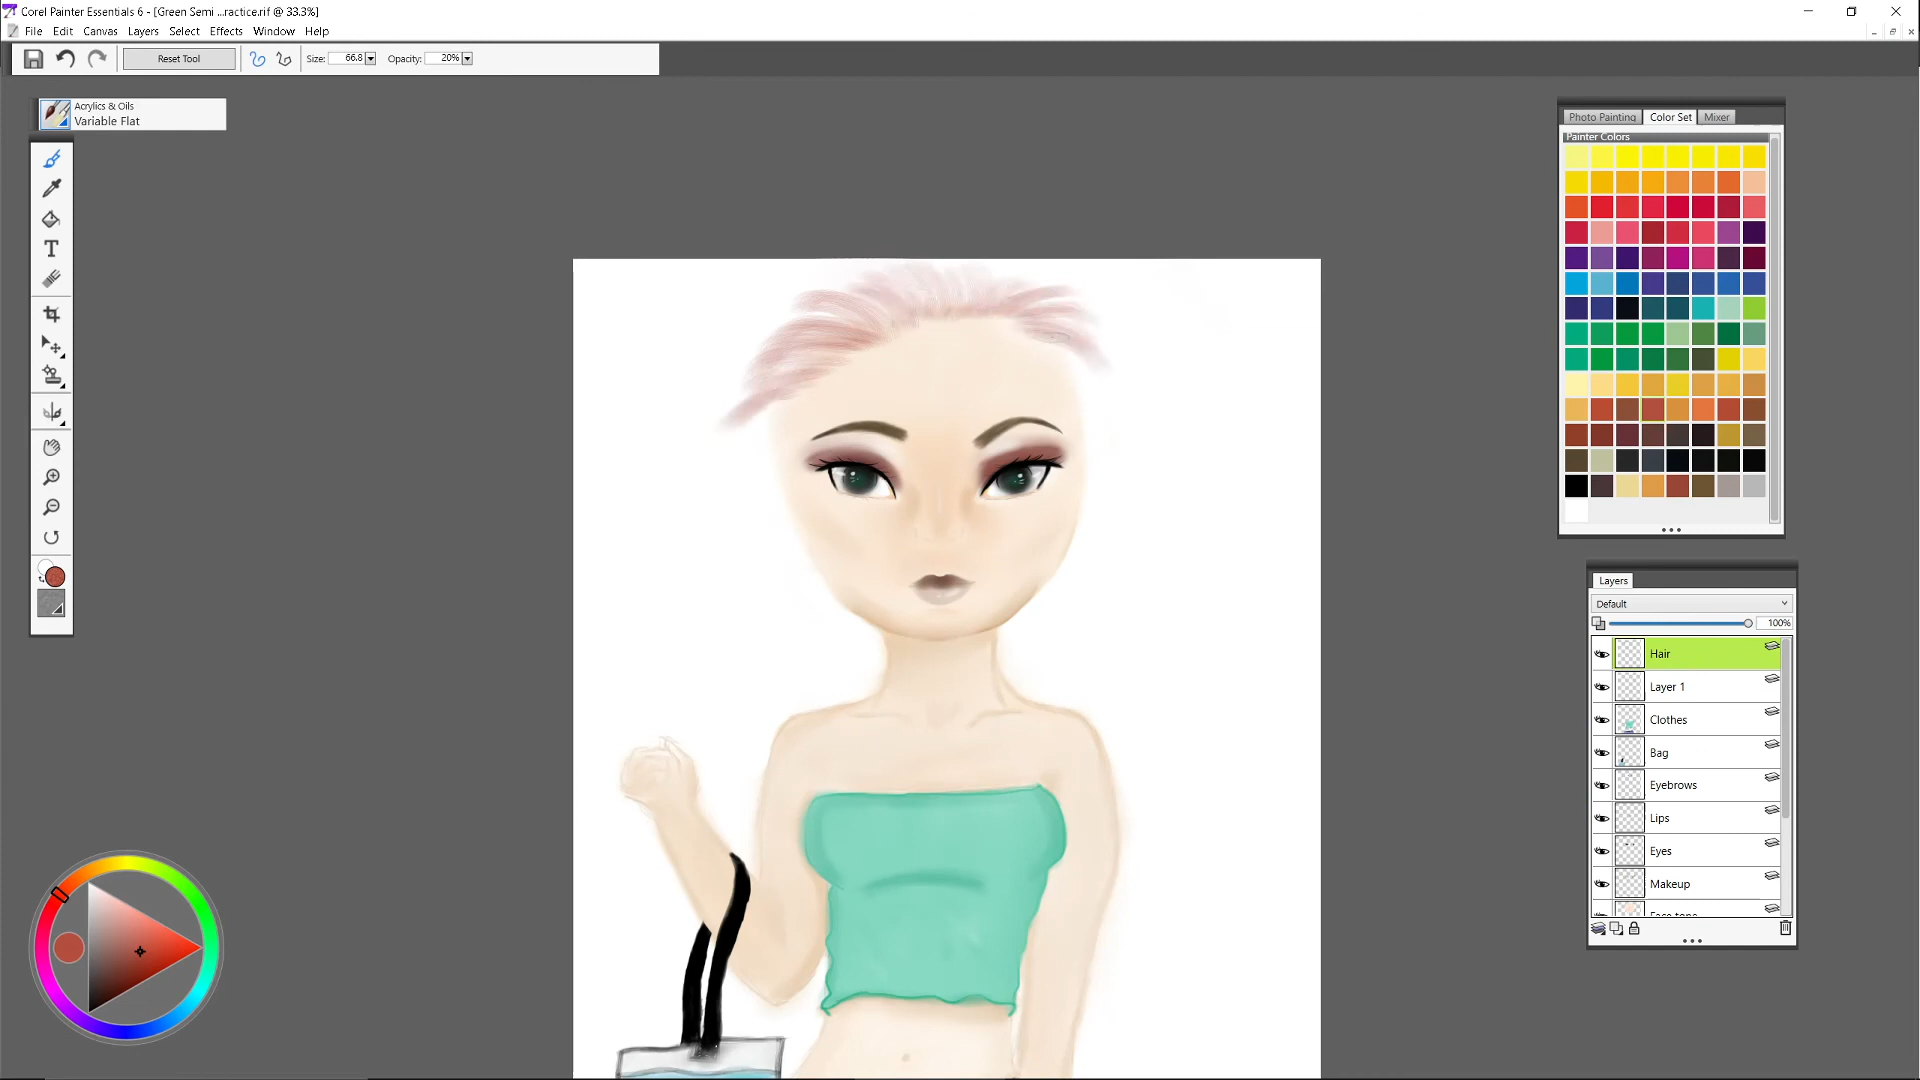 Corel Painter Essentials 6 - [Green Semi ...ractice.rif @ 33.3%]
File Edit Canvas Layers Select Effects Window Help
Reset Tool Size: 66.8 Opacity: 20%
Acrylics & Oils
Variable Flat
Photo Painting Color Set Mixer
Painter Colors
Layers
Default
100%
Hair
Layer 1
Clothes
Bag
Eyebrows
Lips
Eyes
Makeup
Face tone